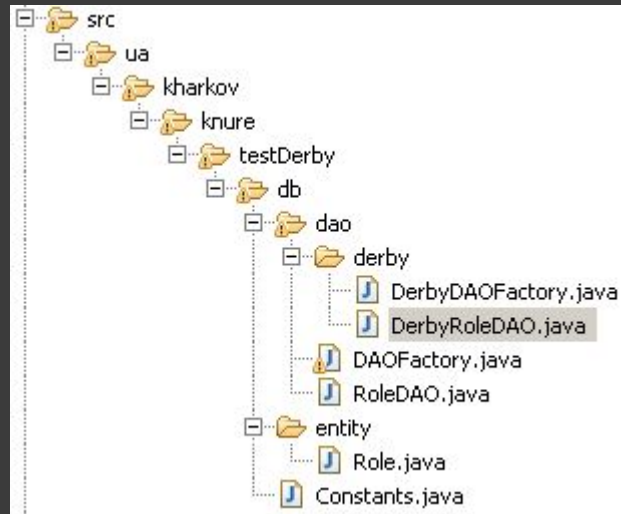 src
ua
kharkov
knure
testDerby
db
dao
derby
DerbyDAOFactory.java
DerbyRoleDAO.java
DAOFactory.java
RoleDAO.java
entity
Role.java
Constants.java